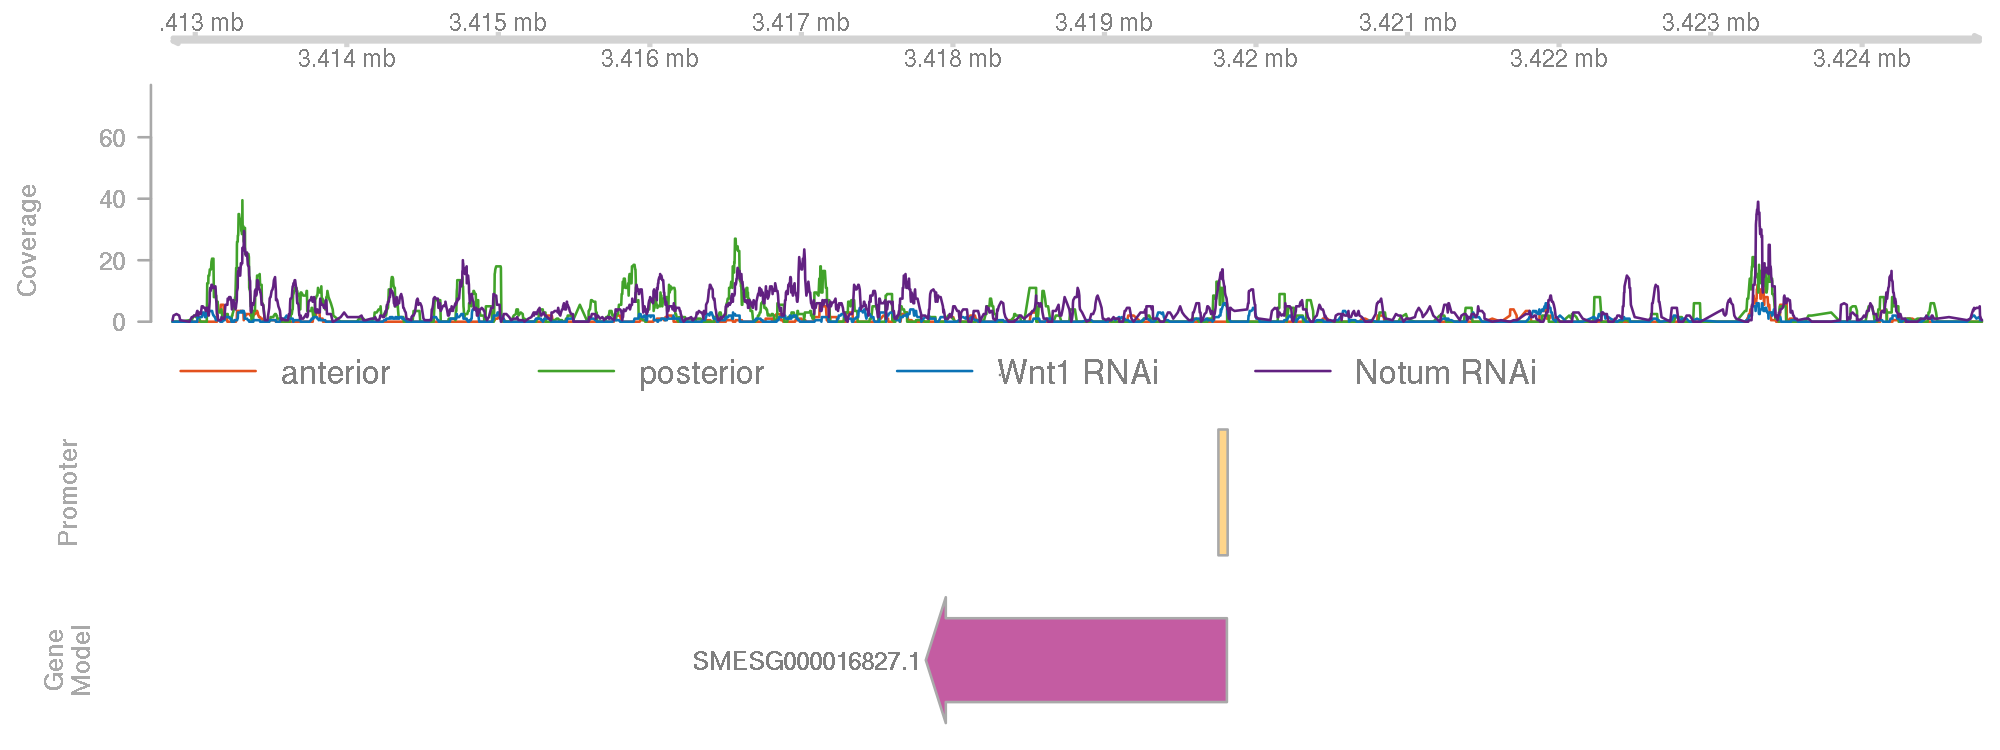 .413 mb 3.415 mb 3.417 mb 3.419 mb 3.421 mb 3.423 mb
3.414 mb 3.416 mb 3.418 mb 3.42 mb 3.422 mb 3.424 mb
Coverage
60
40
20
0
anterior posterior Wnt1 RNAi Notum RNAi
Promoter
0
Gene
Model
SMESG000016827.1